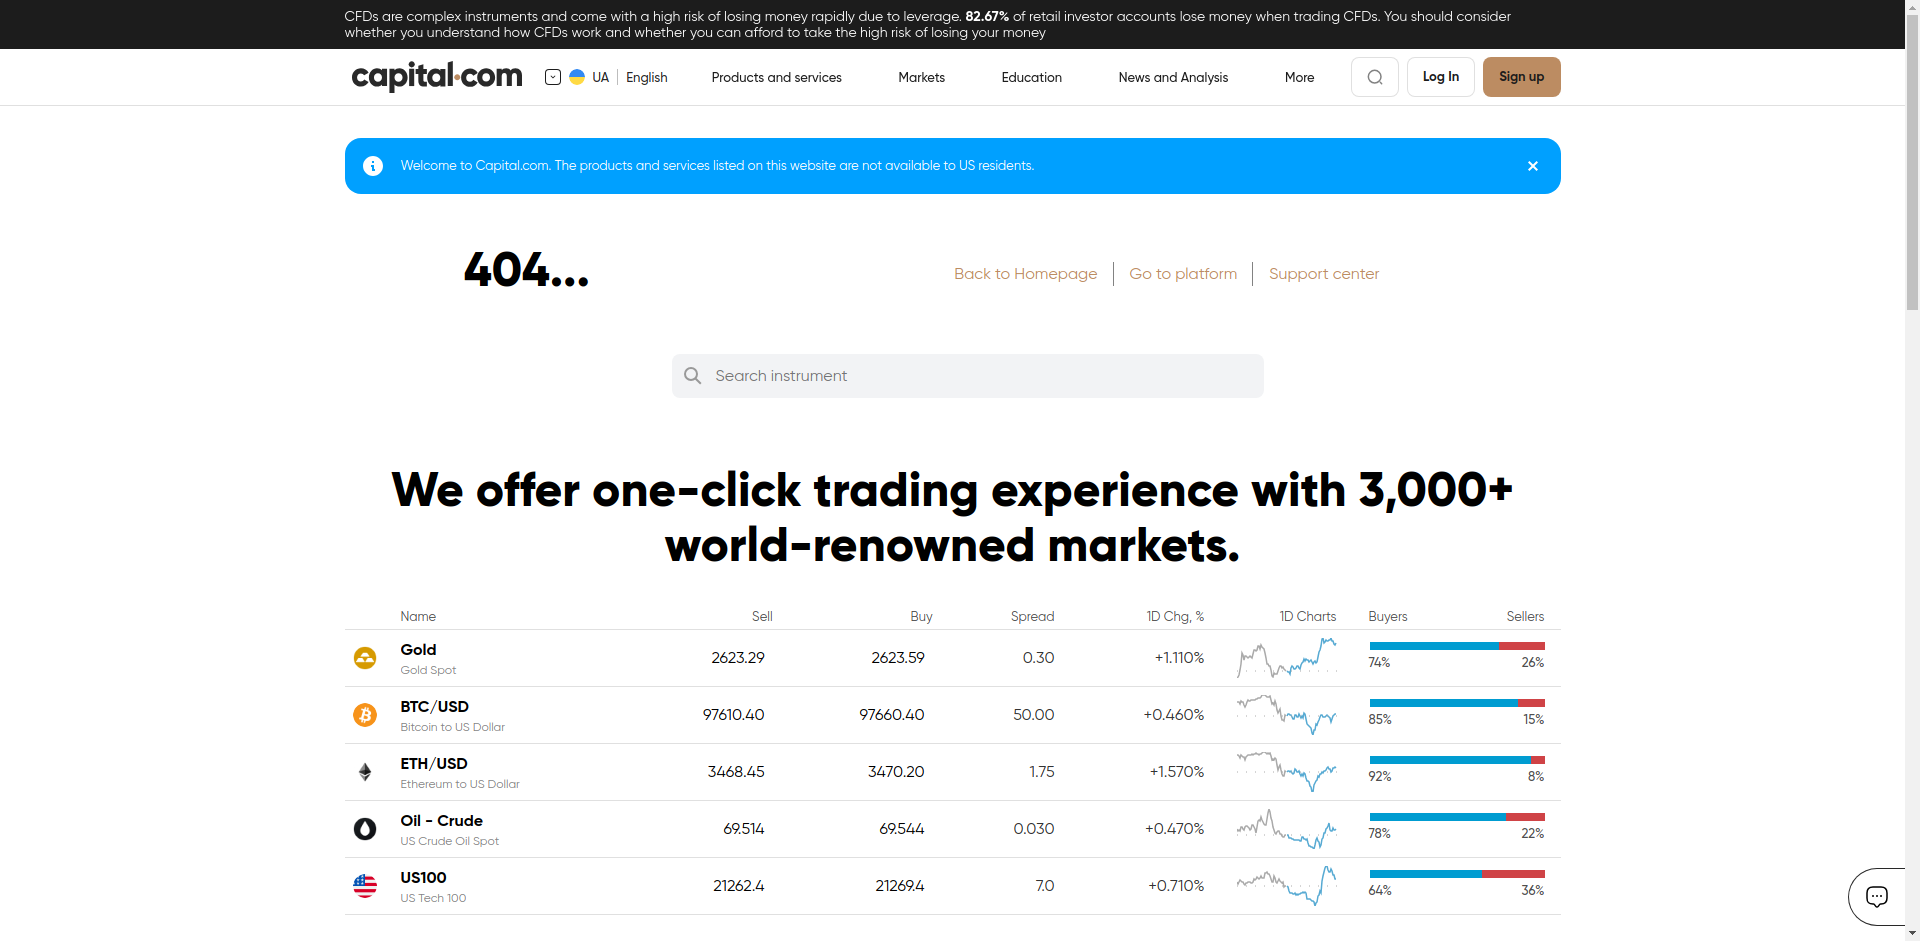 CFDs are complex instruments and come with a high risk of losing money rapidly due to leverage. 82.67% of retail investor accounts lose money when trading CFDs. You should consider
whether you understand how CFDs work and whether you can afford to take the high risk of losing your money
capital.com UA English Products and services Markets Education News and Analysis More Log In Sign up
Welcome to Capital.com. The products and services listed on this website are not available to US residents.
404... Back to Homepage Go to platform Support center
Search instrument
We offer one-click trading experience with 3,000+
world-renowned markets.
Name Sell Buy Spread 1D Chg, % 1D Charts Buyers Sellers
Gold
Gold Spot
2623.29 2623.59 0.30 +1.110% 74% 26%
BTC/USD
Bitcoin to US Dollar
97610.40 97660.40 50.00 +0.460% 85% 15%
ETH/USD
Ethereum to US Dollar
3468.45 3470.20 1.75 +1.570% 92% 8%
Oil - Crude
US Crude Oil Spot
69.514 69.544 0.030 +0.470% 78% 22%
US100
US Tech 100
21262.4 21269.4 7.0 +0.710% 64% 36%